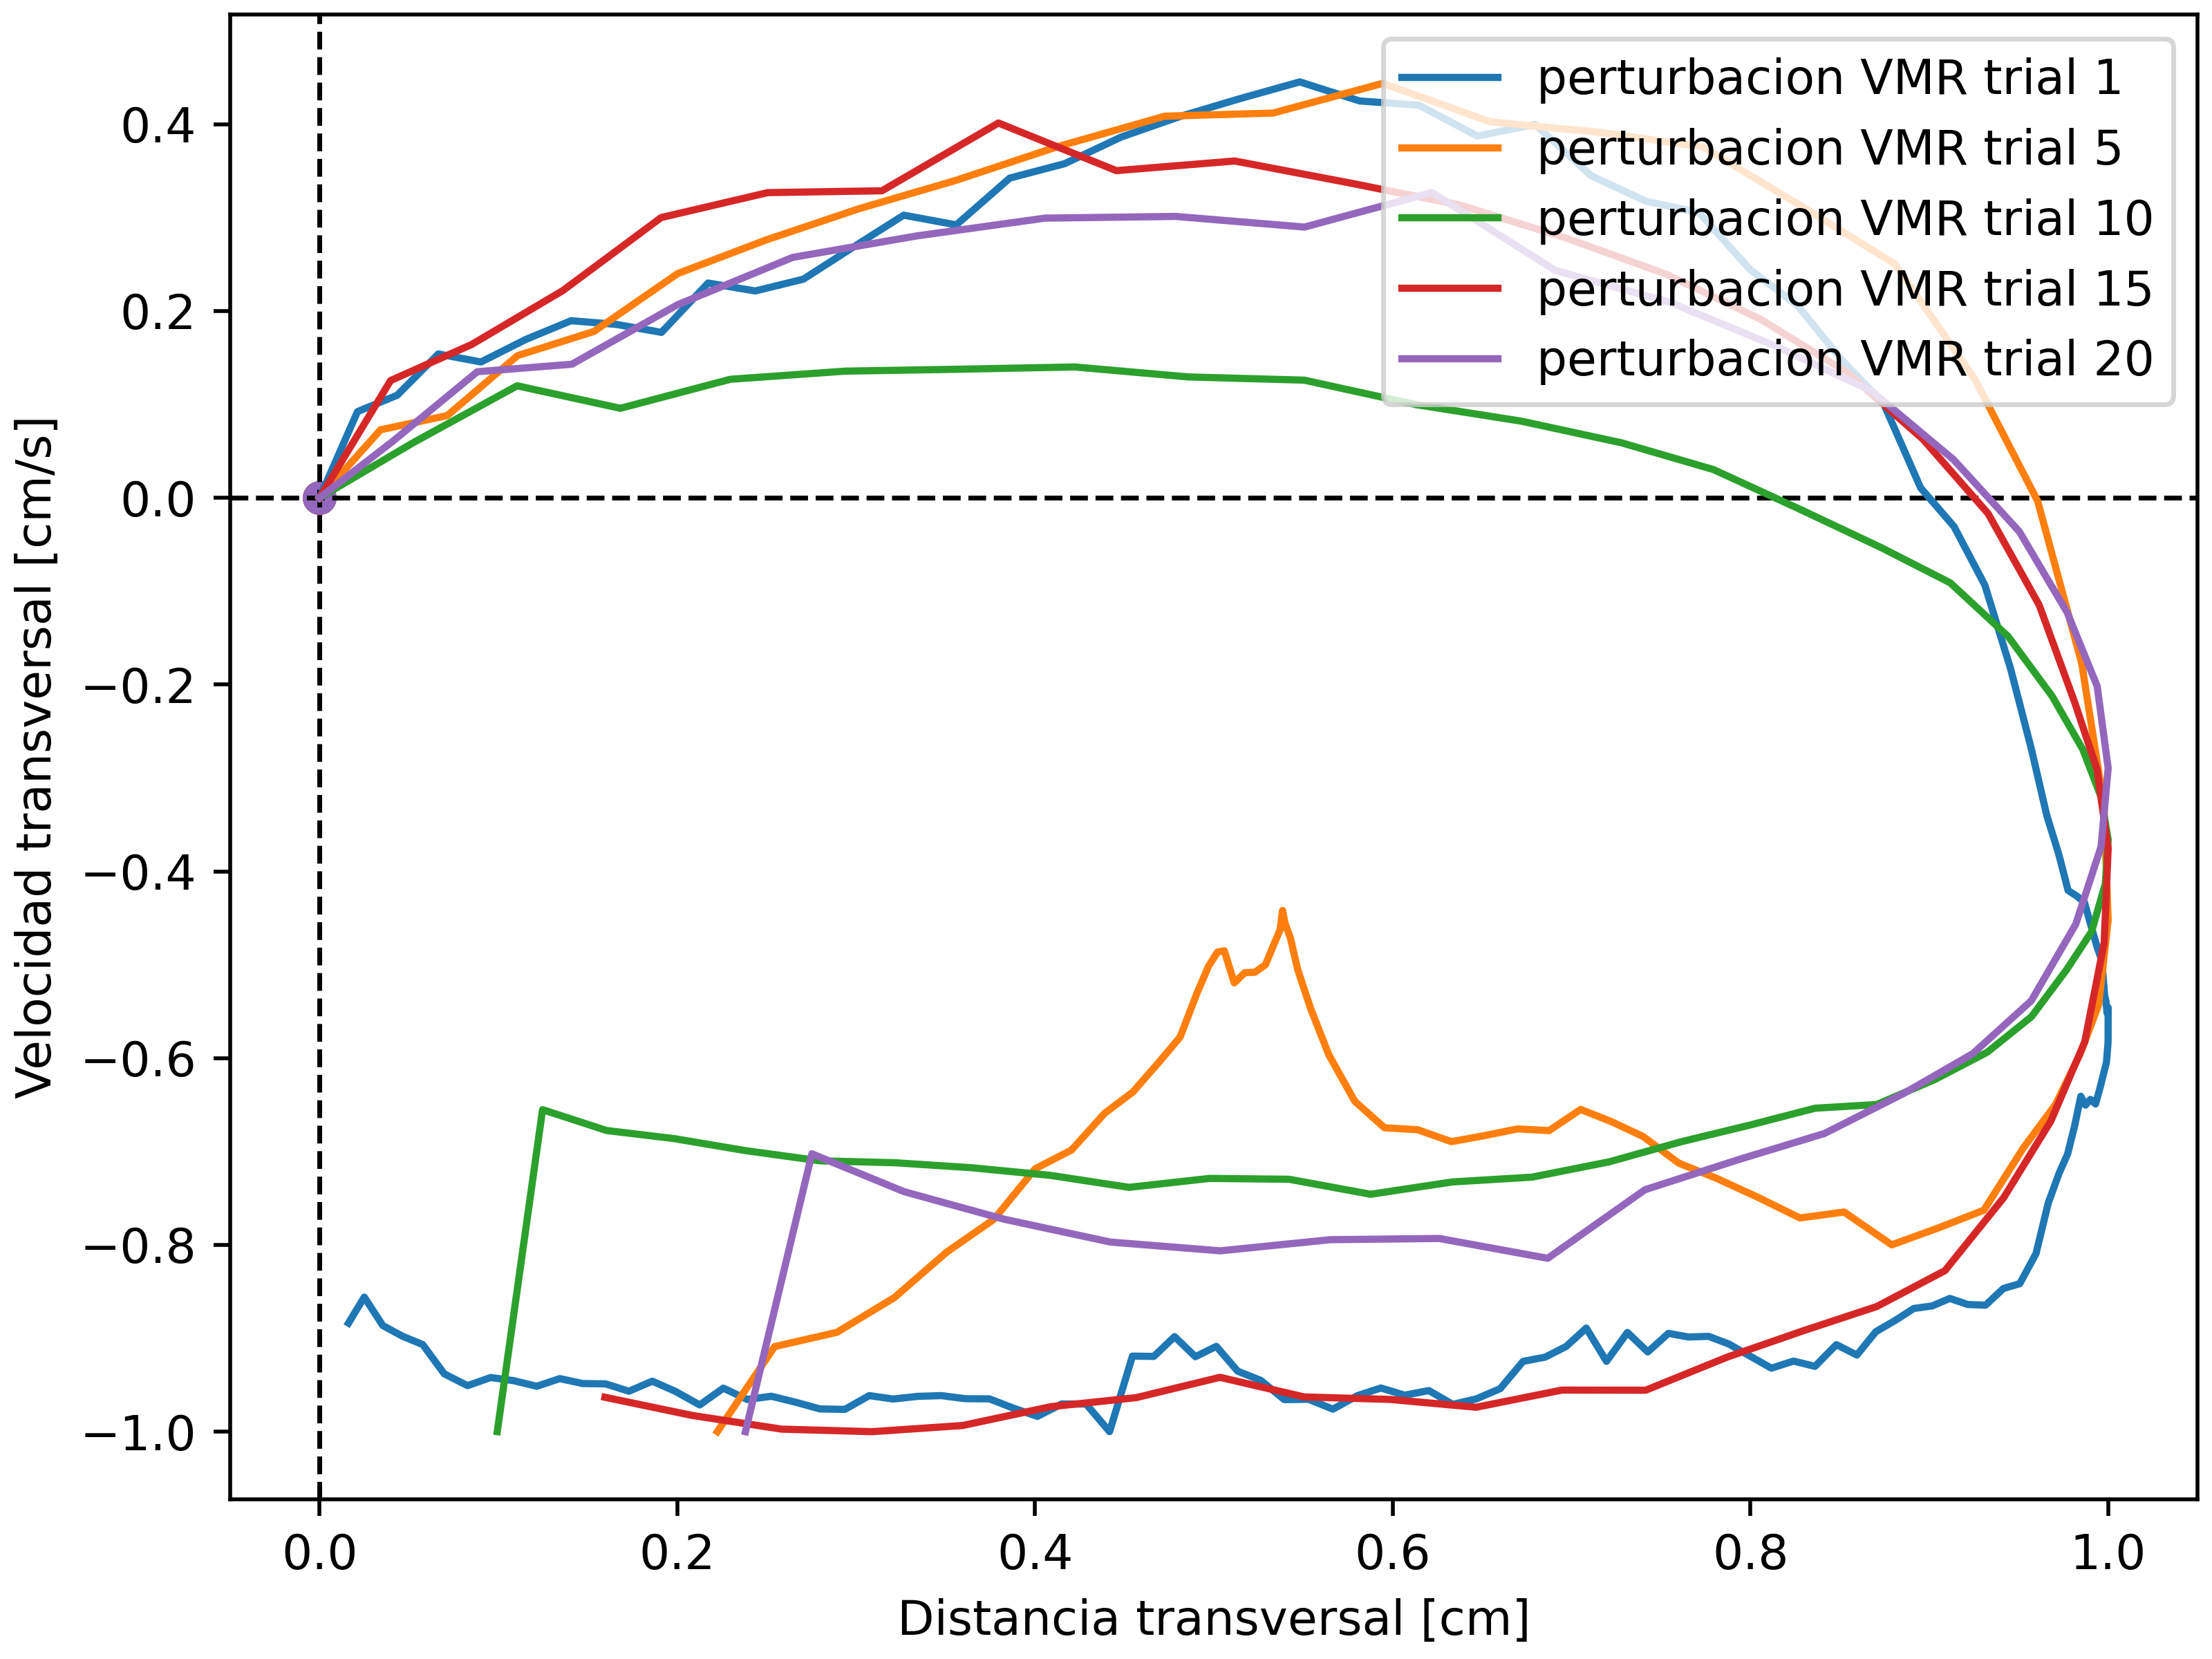 perturbacion VMR trial 1
perturbacion VMR trial 5
perturbacion VMR trial 10
perturbacion VMR trial 15
perturbacion VMR trial 20
0.4
0.2
0.0
−0.2
−0.4
−0.6
−0.8
−1.0
Velocidad transversal [cm/s]
0.0 0.2 0.4 0.6 0.8 1.0
Distancia transversal [cm]